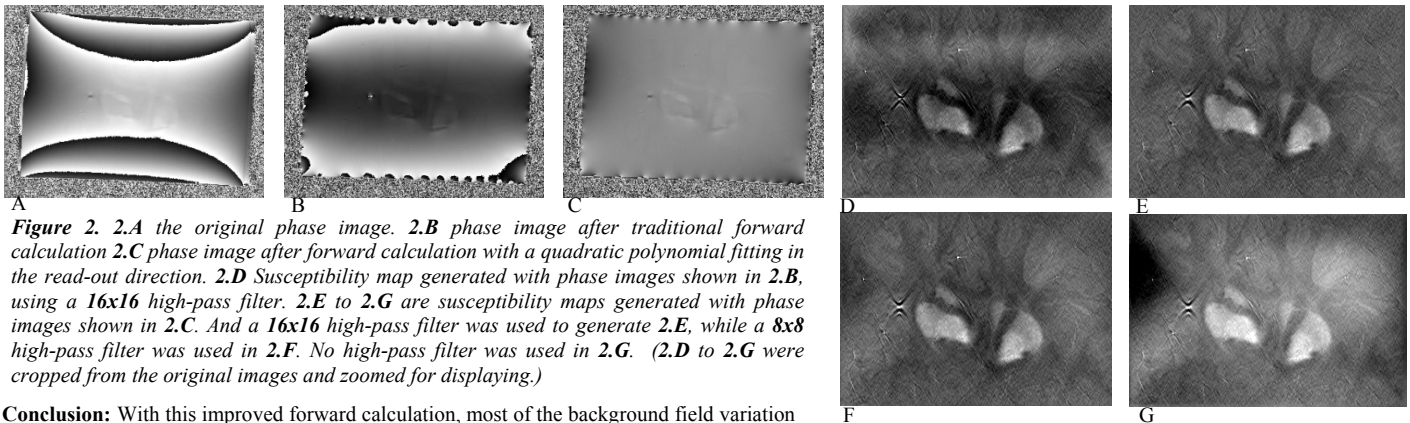 A
B
C
D
E
Figure 2. 2.A the original phase image. 2.B phase image after traditional forward
calculation 2.C phase image after forward calculation with a quadratic polynomial fitting in
the read-out direction. 2.D Susceptibility map generated with phase images shown in 2.B,
using a 16x16 high-pass filter. 2.E to 2.G are susceptibility maps generated with phase
images shown in 2.C. And a 16x16 high-pass filter was used to generate 2.E, while a 8x8
high-pass filter was used in 2.F. No high-pass filter was used in 2.G. (2.D to 2.G were
cropped from the original images and zoomed for displaying.)
F
G
Conclusion: With this improved forward calculation, most of the background field variation